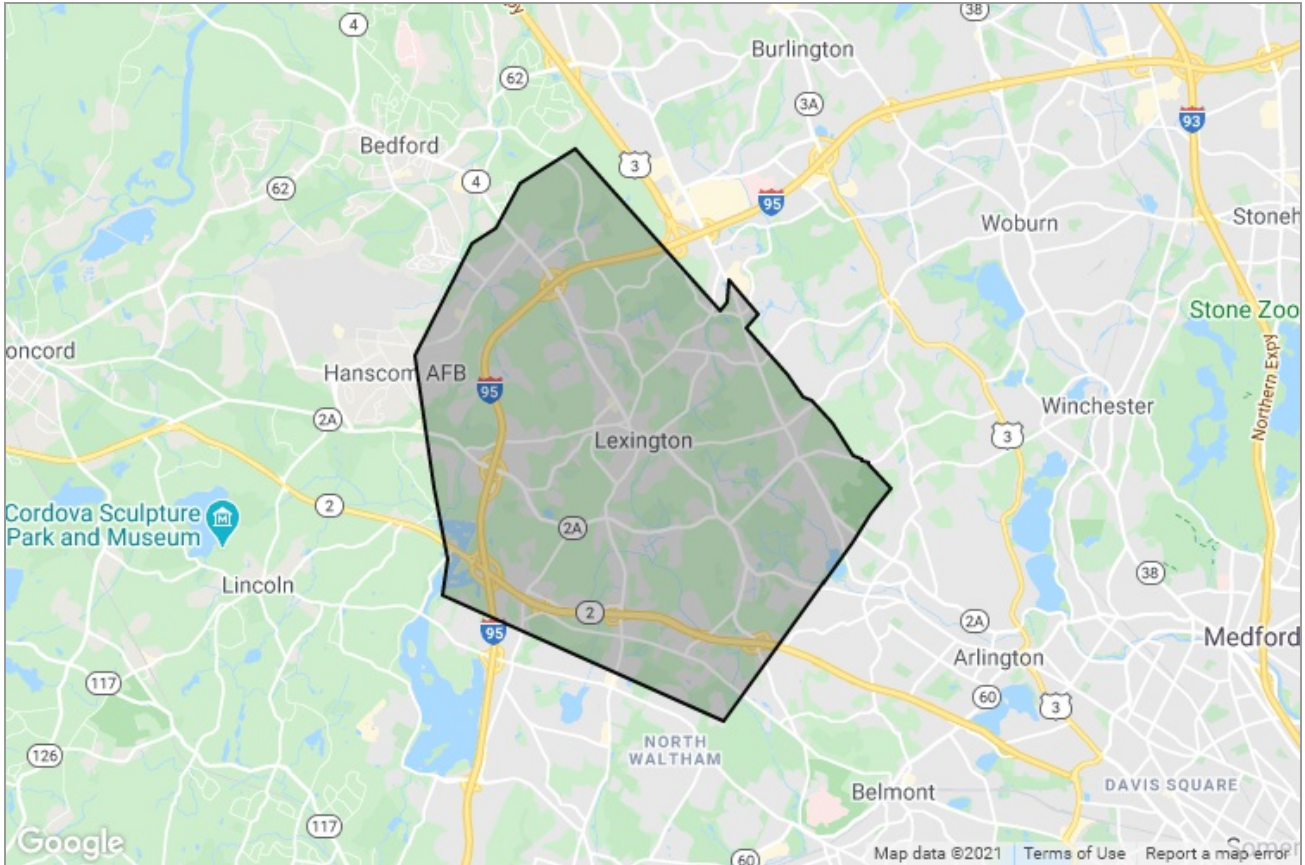 4
38
Burlington
62
3A
93
Bedford
3
4
62
95
Woburn
Stoneh
Stone Zoo
oncord
Hanscom AFB
95
Northern Expy
2A
Winchester
Lexington
3
2
Cordova Sculpture
Park and Museum
2A
Lincoln
38
2
2A
95
Medford
Arlington
117
60
3
NORTH
WALTHAM
126
DAVIS SQUARE
Belmont
117
Google
60
Map data ©2021
Terms of Use
Report a map error